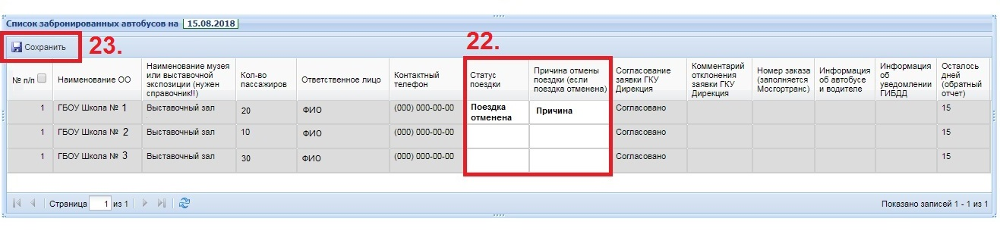 Список забронированных автобусов на 15.08.2018
Сохранить
23.
22.
№ п/п
Наименование ОО
Наименование музея
или выставочной
экспозиции (нужен
справочник!!)
Кол-во
пассажиров
Ответственное лицо
Контактный
телефон
Статус
поездки
Причина отмены
поездки (если
поездка отменена)
Согласование
заявки ГКУ
Дирекция
Комментарий
отклонения
заявки ГКУ
Дирекция
Номер заказа
(заполняется
Мосгортранс)
Информация
об автобусе
и водителе
Информация
об
уведомлении
ГИБДД
Осталось
дней
(обратный
отчет)
1 ГБОУ Школа № 1 Выставочный зал 20 ФИО (000) 000-00-00 Поездка отменена Причина Согласовано 15
1 ГБОУ Школа № 2 Выставочный зал 10 ФИО (000) 000-00-00 Согласовано 15
1 ГБОУ Школа № 3 Выставочный зал 30 ФИО (000) 000-00-00 Согласовано 15
Страница 1 из 1
Показано записей 1 - 1 из 1